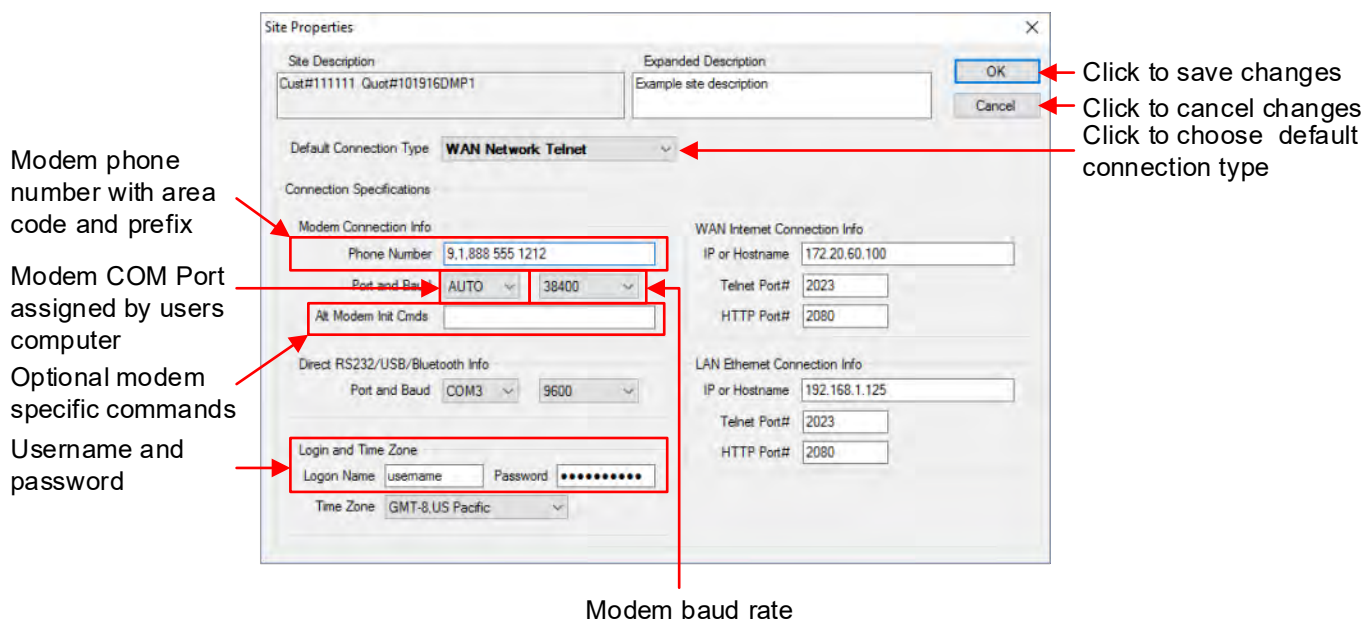 Site Properties
Site Description
Cust#111111 Quot#101916DMP1
Expanded Description
Example site description
OK
Cancel
Click to save changes
Click to cancel changes
Click to choose default
connection type
Default Connection Type WAN Network Telnet
Connection Specifications
Modem phone
number with area
code and prefix
Modem COM Port
assigned by users
computer
Optional modem
specific commands
Username and
password
Modem Connection Info
Phone Number 9,1,888 555 1212
Port and Baud AUTO 38400
Alt Modem Init Cmds
Direct RS232/USB/Bluetooth Info
Port and Baud COM3 9600
Login and Time Zone
Logon Name username Password ●●●●●●●●●●
Time Zone GMT-8,US Pacific
WAN Internet Connection Info
IP or Hostname 172.20.60.100
Telnet Port# 2023
HTTP Port# 2080
LAN Ethernet Connection Info
IP or Hostname 192.168.1.125
Telnet Port# 2023
HTTP Port# 2080
Modem baud rate